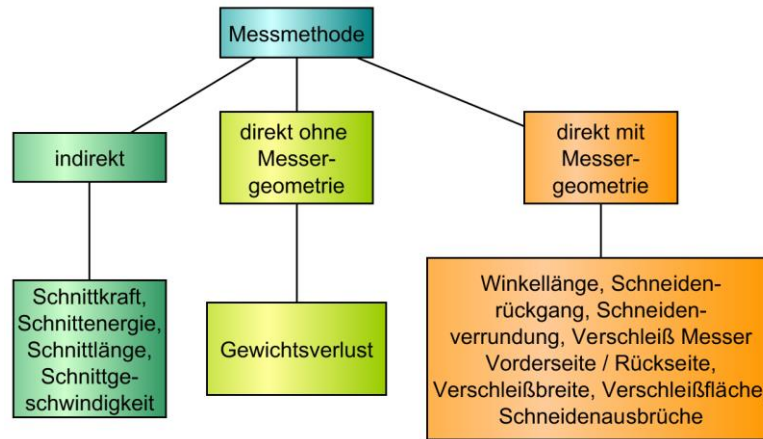 Messmethode
indirekt
direkt ohne
Messer-
geometrie
direkt mit
Messer-
geometrie
Schnittkraft,
Schnittenergie,
Schnittlänge,
Schnittge-
schwindigkeit
Gewichtsverlust
Winkellänge, Schneiden-
rückgang, Schneiden-
verrundung, Verschleiß Messer
Vorderseite / Rückseite,
Verschleißbreite, Verschleißfläche
Schneidenausbrüche